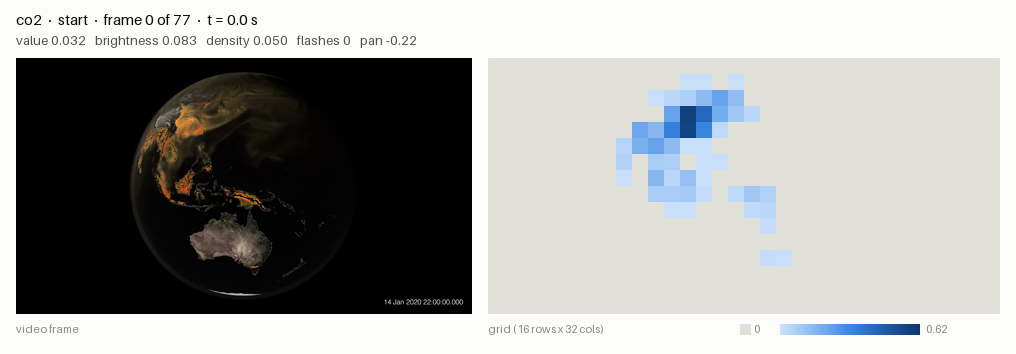 co2 · start · frame 0 of 77 · t = 0.0 s
value 0.032 brightness 0.083 density 0.050 flashes 0 pan -0.22
14 Jan 2020 22:00:00.000
video frame
grid (16 rows x 32 cols)
0
0.62